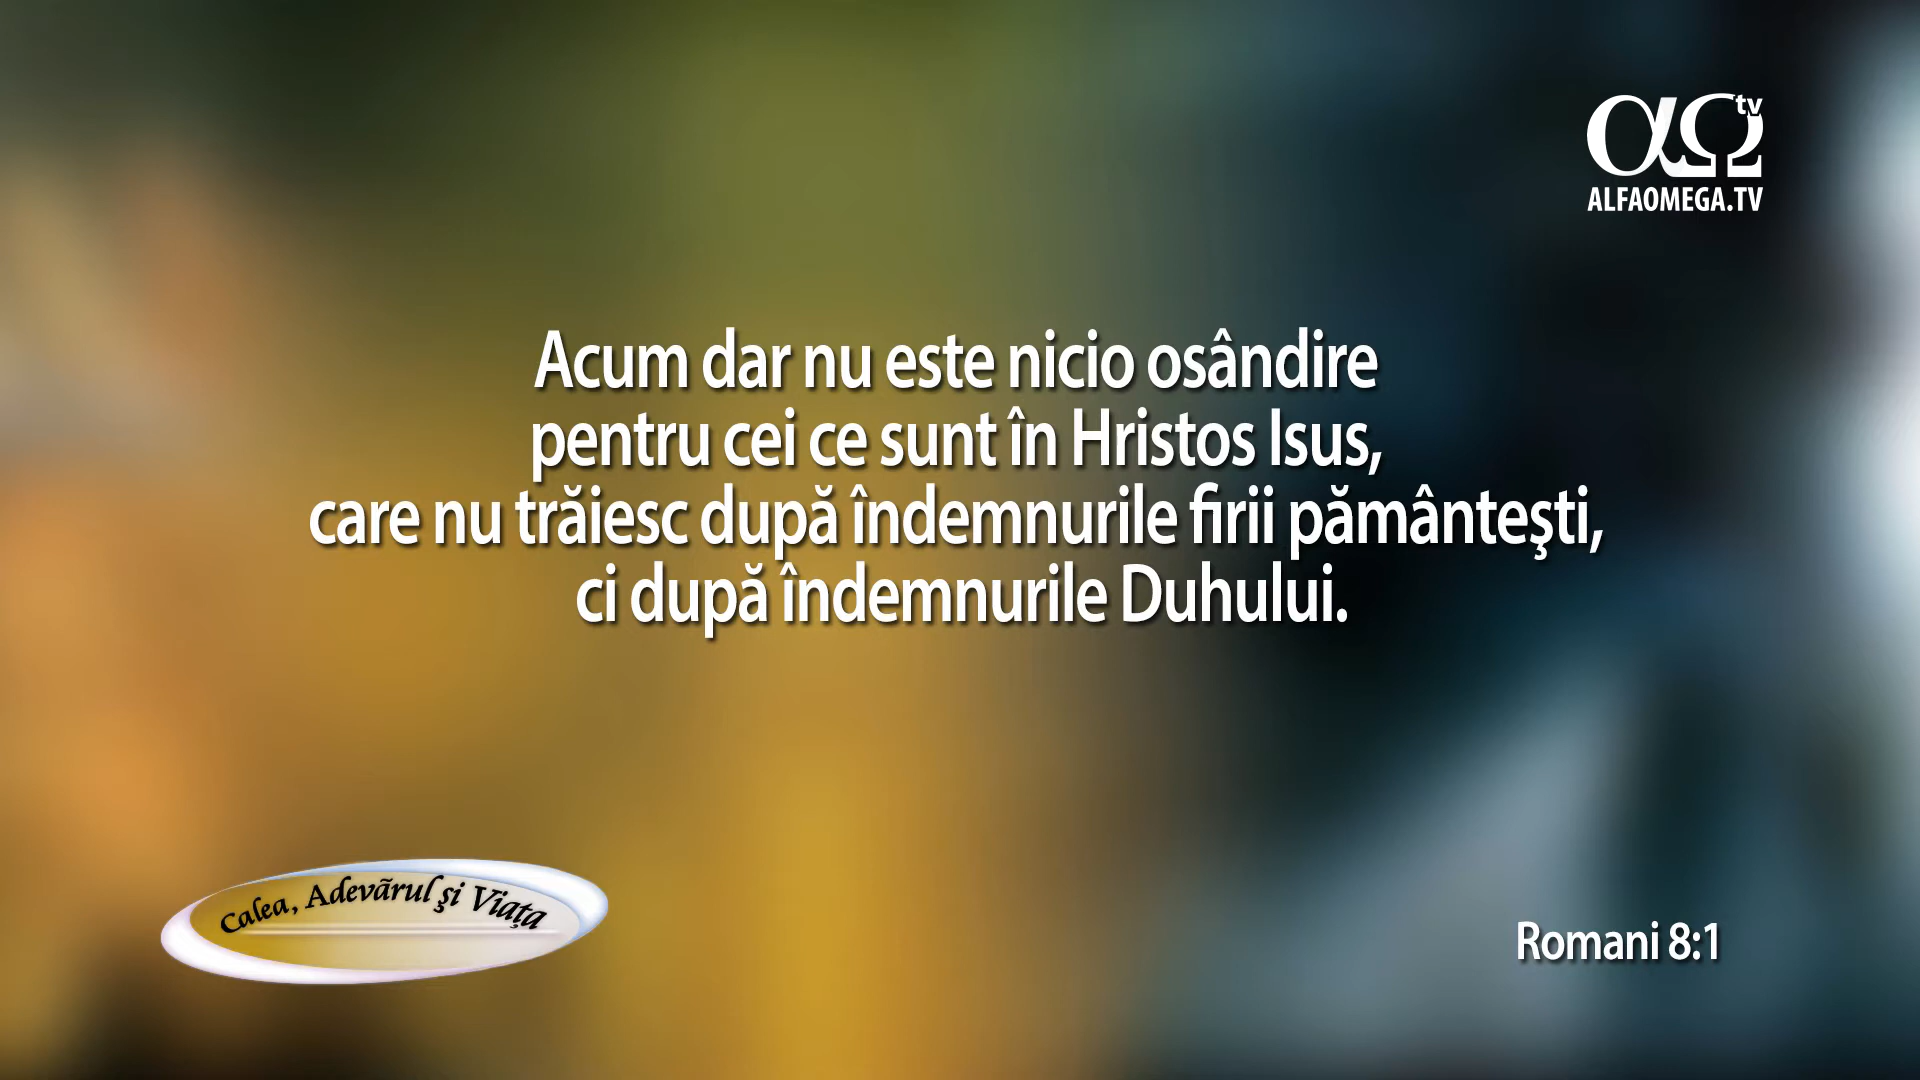 tv
ALFAOMEGA.TV
Acum dar nu este nicio osândire
pentru cei ce sunt în Hristos Isus,
care nu trăiesc după îndemnurile firii pământeşti,
ci după îndemnurile Duhului.
Calea, Adevãrul şi Viaţa
Romani 8:1